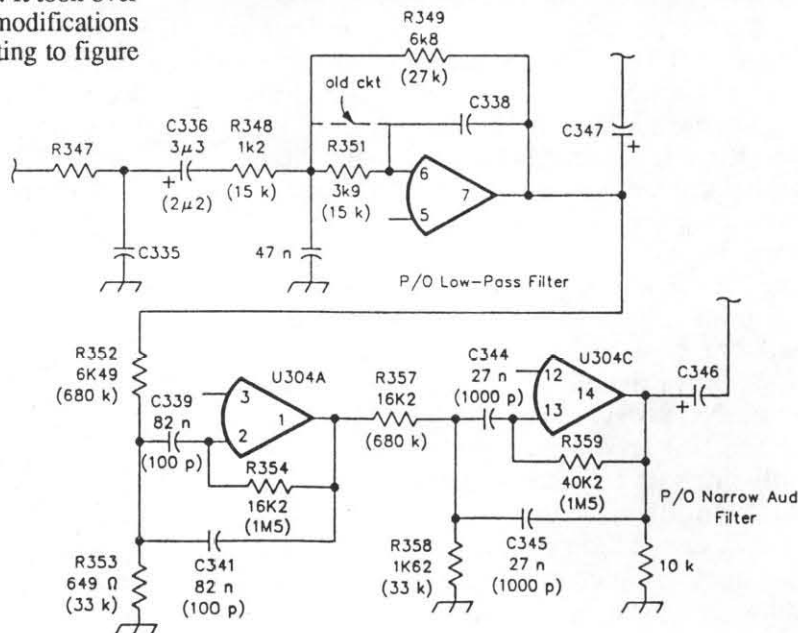 . It took over
modifications
ting to figure
R349
6k8
(27k)
old ckt
C338
C347
+
C336
3μ3
+
(2μ2)
R348
1k2
(15 k)
R347
R351
3k9
(15 k)
6
7
5
C335
47 n
P/O Low-Pass Filter
R352
6K49
(680 k)
C339
82 n
(100 p)
U304A
3
1
2
R354
16K2
(1M5)
R357
16K2
(680 k)
C344
27 n
(1000 p)
U304C
12
14
13
C346
+
R359
40K2
(1M5)
P/O Narrow Aud
Filter
R353
649 Ω
(33 k)
C341
82 n
(100 p)
R358
1K62
(33 k)
C345
27 n
(1000 p)
10 k